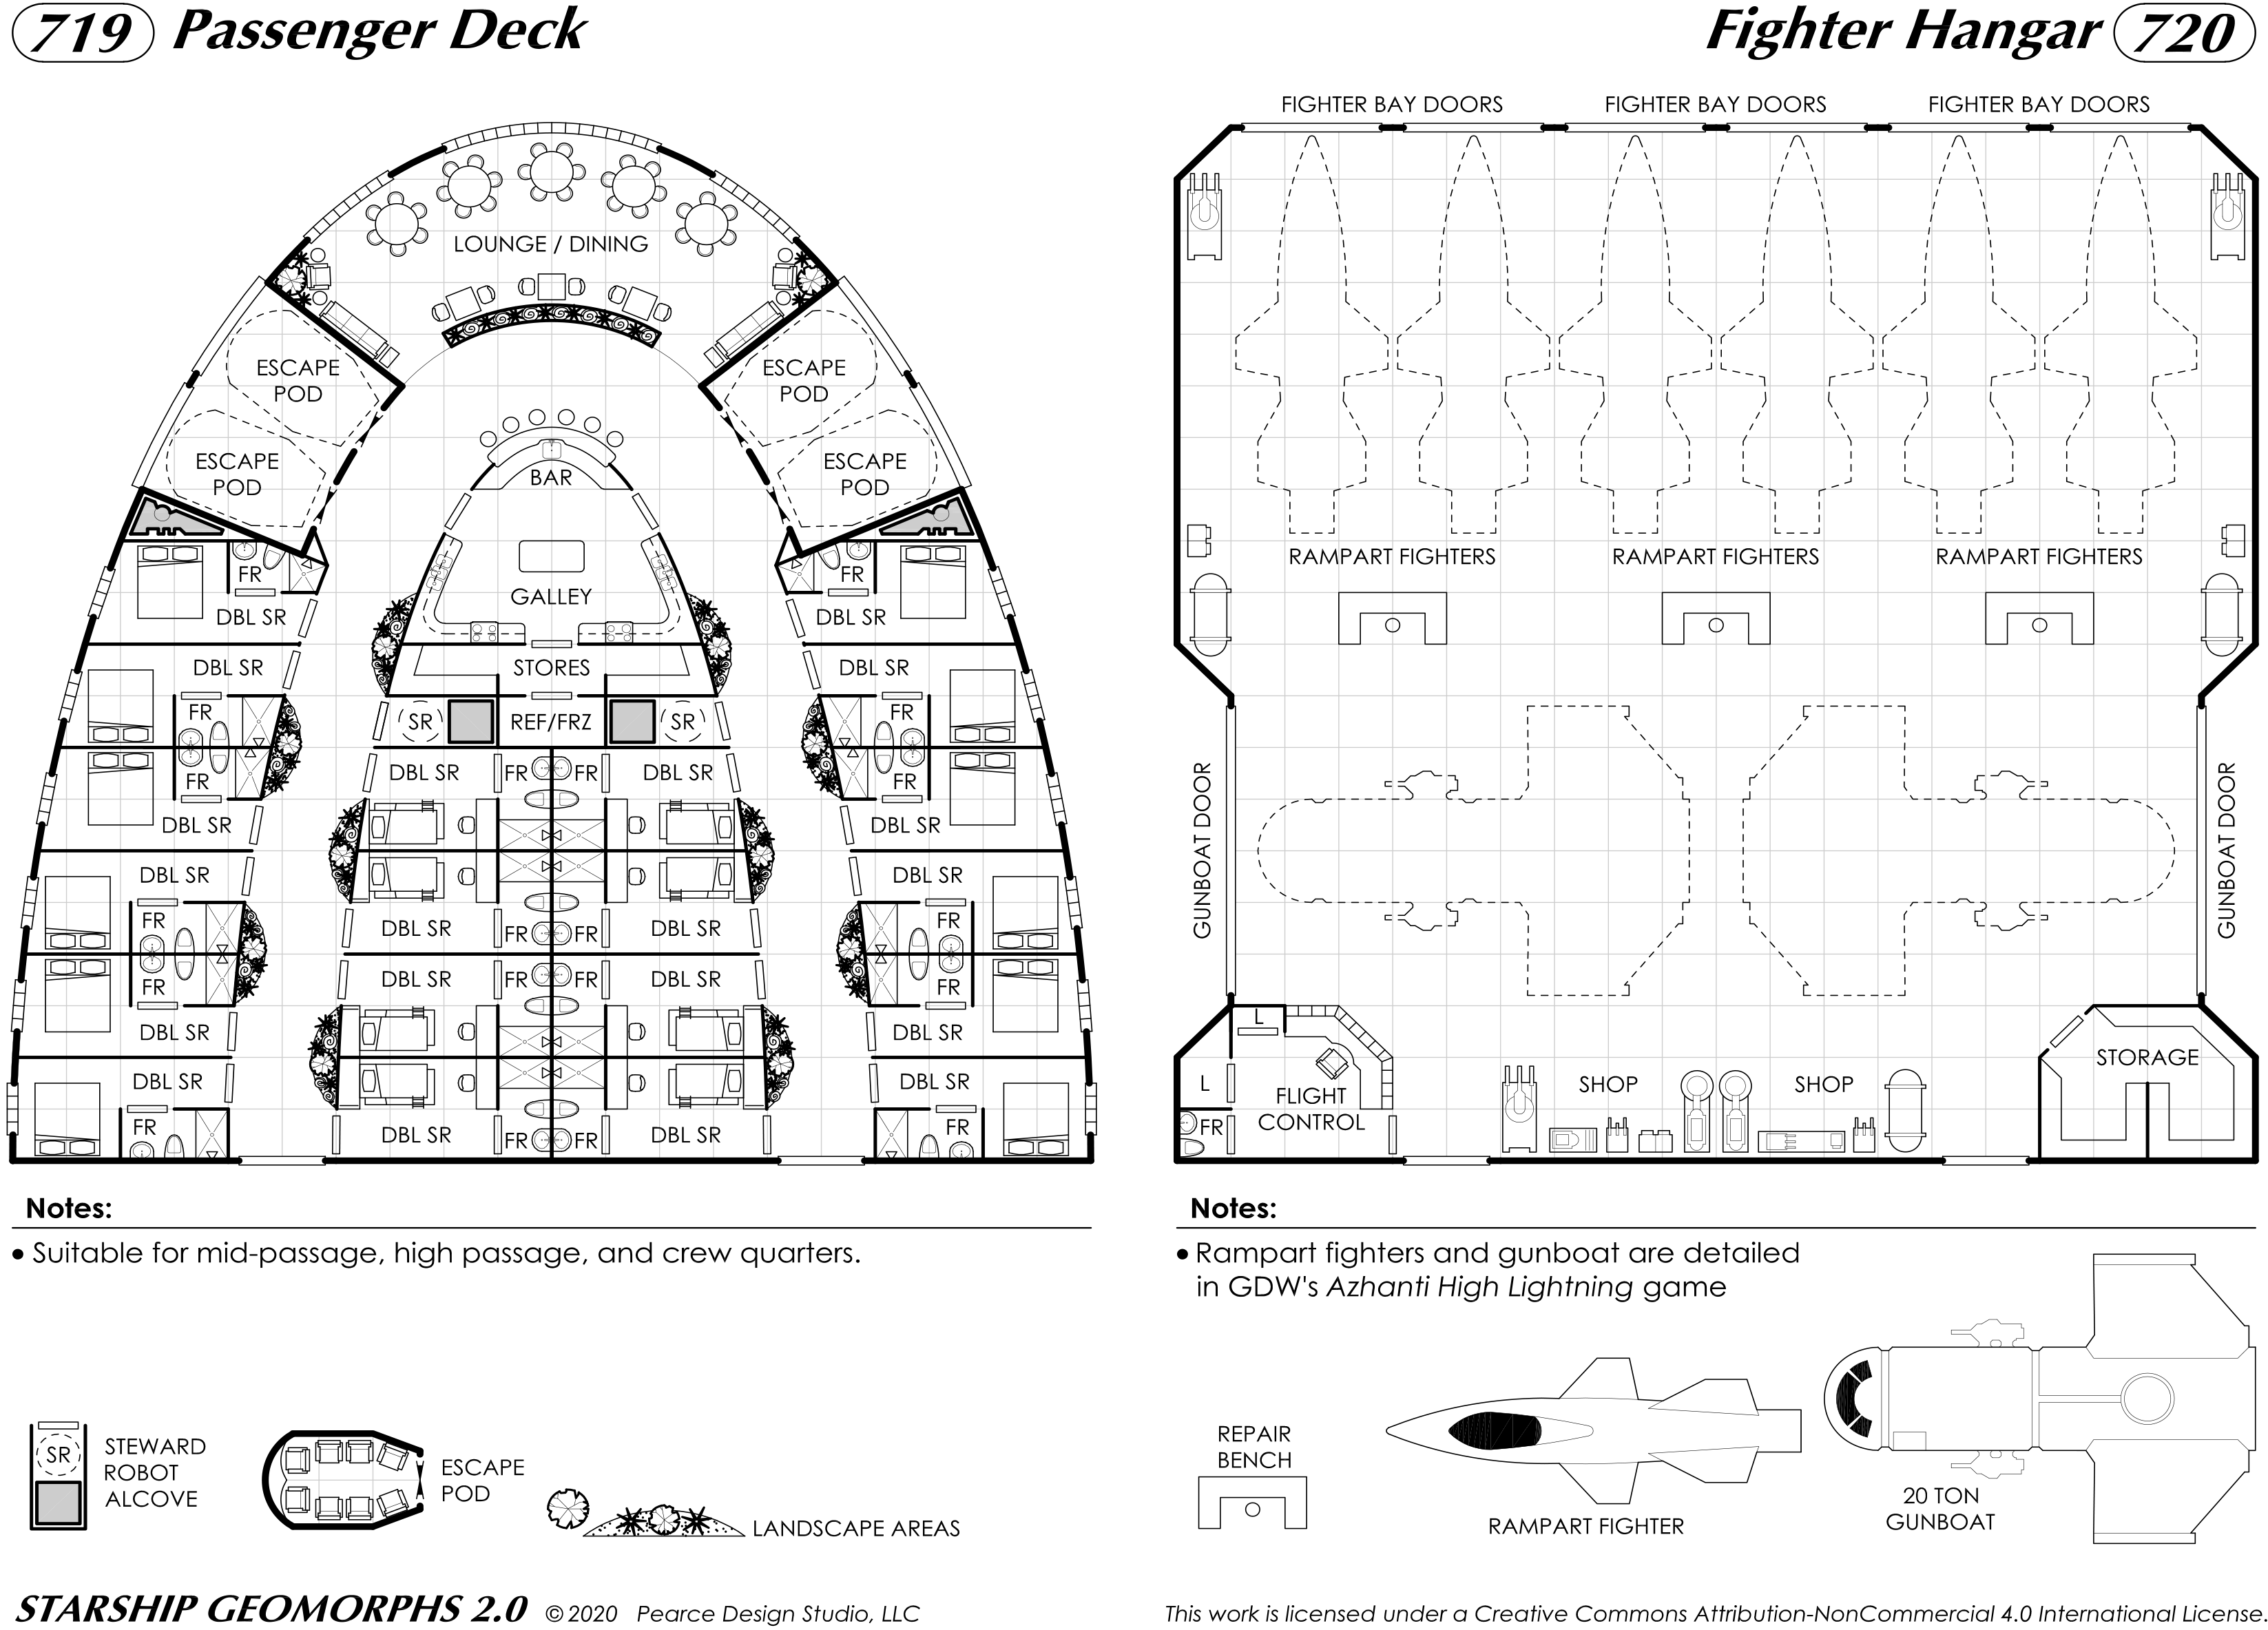 719 Passenger Deck
LOUNGE / DINING
ESCAPE
POD
ESCAPE
POD
ESCAPE
POD
ESCAPE
POD
BAR
FR
FR
GALLEY
DBL SR
DBL SR
DBL SR
STORES
DBL SR
FR
SR
REF/FRZ
SR
FR
FR
DBL SR
FR
FR
DBL SR
FR
DBL SR
DBL SR
DBL SR
DBL SR
FR
DBL SR
FR
FR
DBL SR
FR
FR
DBL SR
FR
FR
DBL SR
FR
DBL SR
DBL SR
DBL SR
DBL SR
FR
DBL SR
FR
FR
DBL SR
FR
Notes:
• Suitable for mid-passage, high passage, and crew quarters.
SR
STEWARD
ROBOT
ALCOVE
ESCAPE
POD
LANDSCAPE AREAS
Fighter Hangar 720
FIGHTER BAY DOORS
FIGHTER BAY DOORS
FIGHTER BAY DOORS
RAMPART FIGHTERS
RAMPART FIGHTERS
RAMPART FIGHTERS
GUNBOAT DOOR
GUNBOAT DOOR
L
L
FR
FLIGHT
CONTROL
SHOP
SHOP
STORAGE
Notes:
• Rampart fighters and gunboat are detailed
in GDW's Azhanti High Lightning game
REPAIR
BENCH
RAMPART FIGHTER
20 TON
GUNBOAT
STARSHIP GEOMORPHS 2.0 © 2020 Pearce Design Studio, LLC
This work is licensed under a Creative Commons Attribution-NonCommercial 4.0 International License.